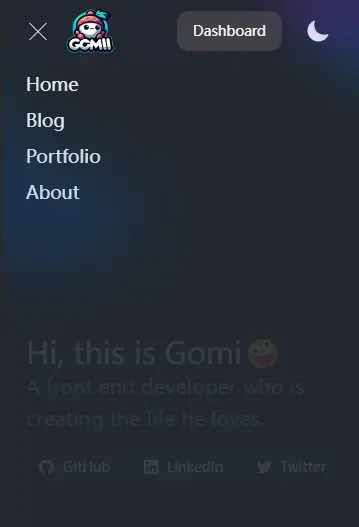 GOMII
Dashboard
Home
Blog
Portfolio
About
Hi, this is Gomi🤪
A front end developer who is
creating the life he loves.
GitHub
LinkedIn
Twitter